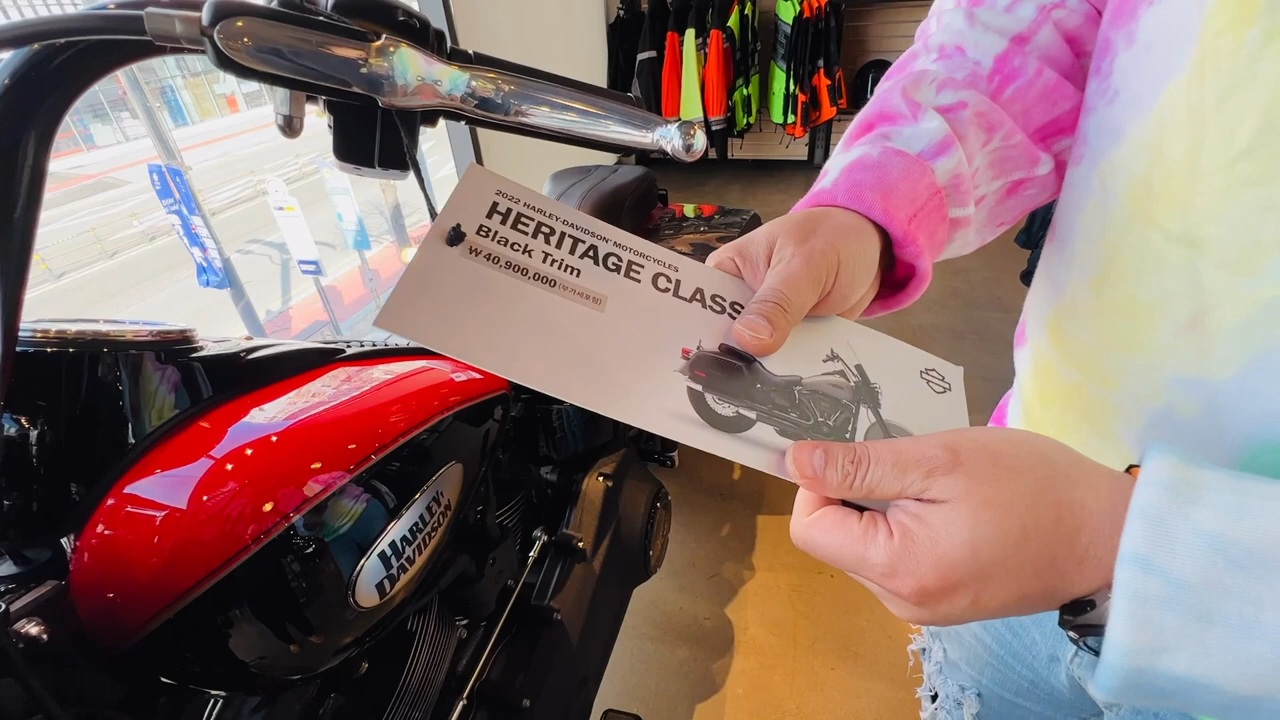 2022 HARLEY-DAVIDSON® MOTORCYCLES
HERITAGE CLASS
Black Trim
₩40,900,000 (부가세포함)
HARLEY-
DAVIDSON